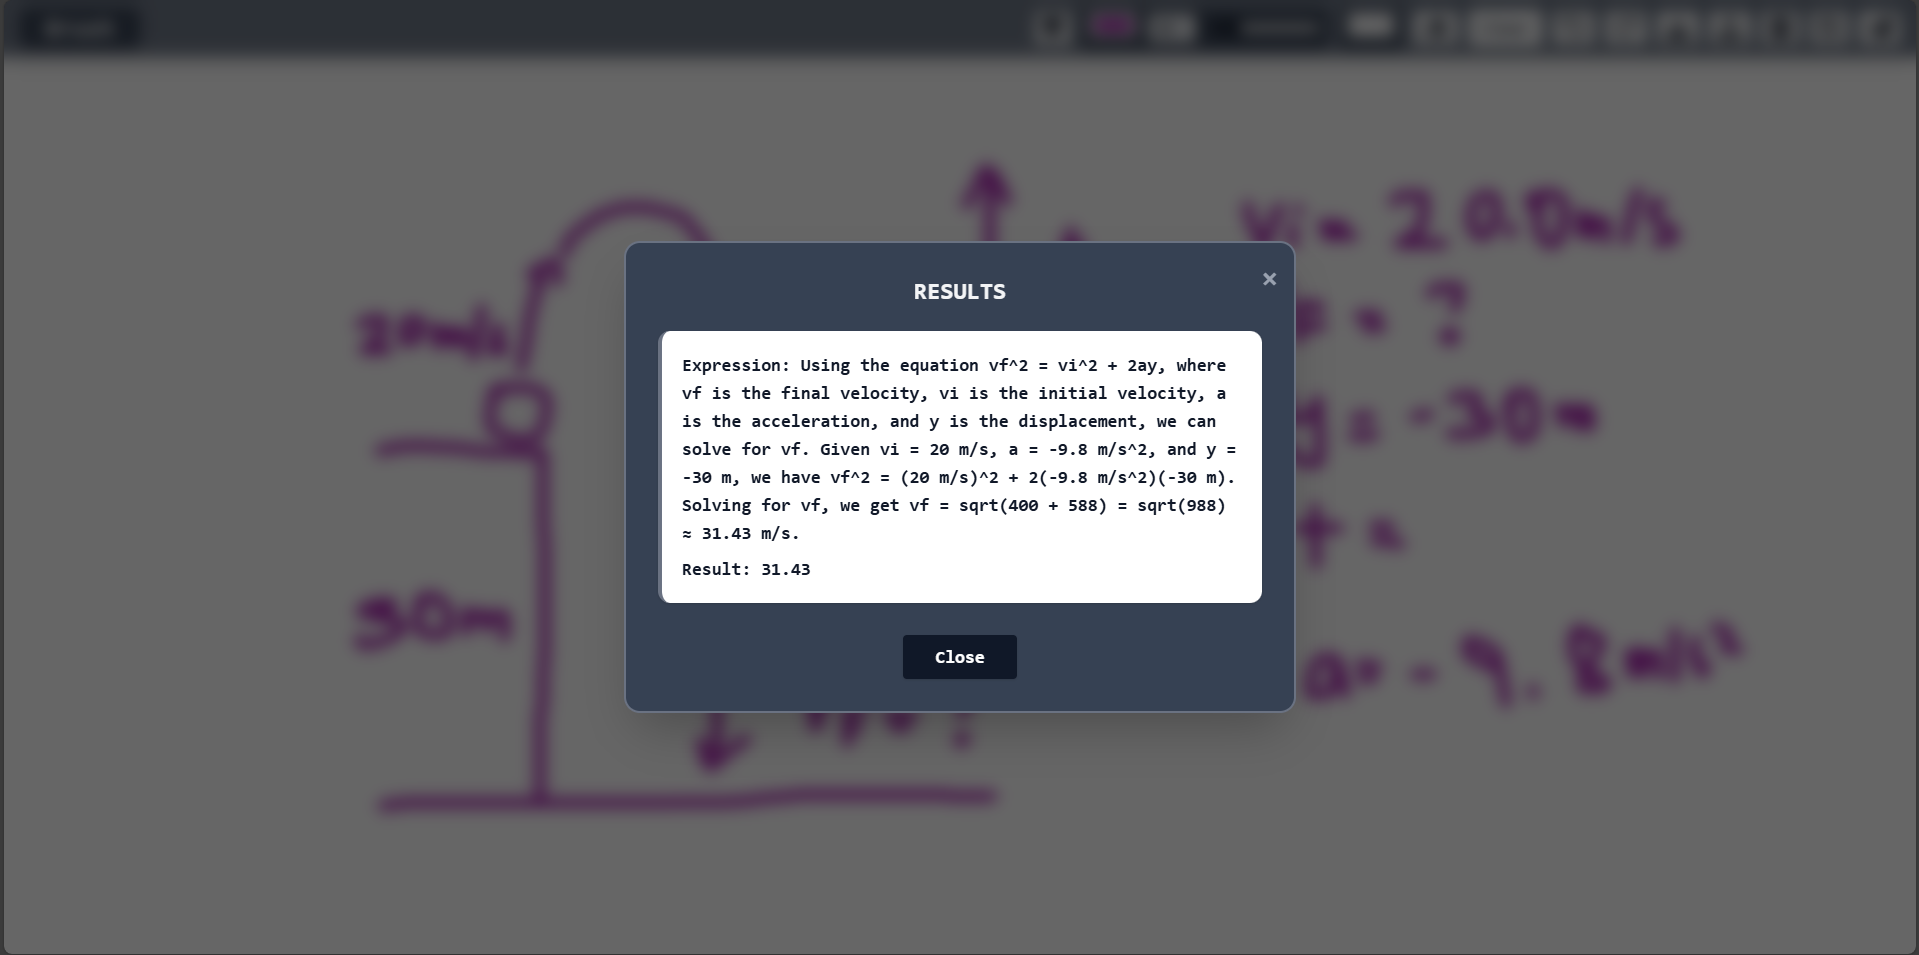 20m/s
vi = 20.0m/s
= ?
RESULTS
×
Expression: Using the equation vf^2 = vi^2 + 2ay, where
vf is the final velocity, vi is the initial velocity, a
is the acceleration, and y is the displacement, we can
solve for vf. Given vi = 20 m/s, a = -9.8 m/s^2, and y =
-30 m, we have vf^2 = (20 m/s)^2 + 2(-9.8 m/s^2)(-30 m).
Solving for vf, we get vf = sqrt(400 + 588) = sqrt(988)
≈ 31.43 m/s.
Result: 31.43
Close
y = -30m
t =
30m
a = -9.8m/s²